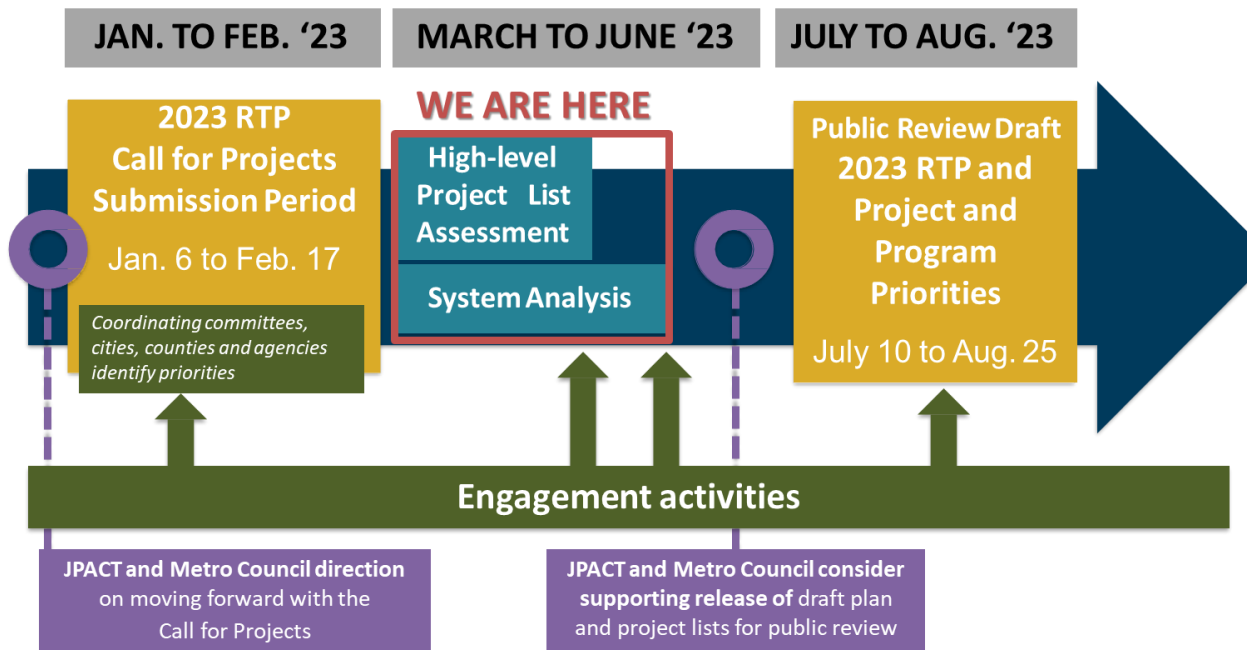 JAN. TO FEB. ‘23
MARCH TO JUNE ‘23
JULY TO AUG. ‘23
WE ARE HERE
2023 RTP
Call for Projects
Submission Period
Jan. 6 to Feb. 17
Coordinating committees,
cities, counties and agencies
identify priorities
High-level
Project List
Assessment
System Analysis
Public Review Draft
2023 RTP and
Project and
Program
Priorities
July 10 to Aug. 25
Engagement activities
JPACT and Metro Council direction
on moving forward with the
Call for Projects
JPACT and Metro Council consider
supporting release of draft plan
and project lists for public review